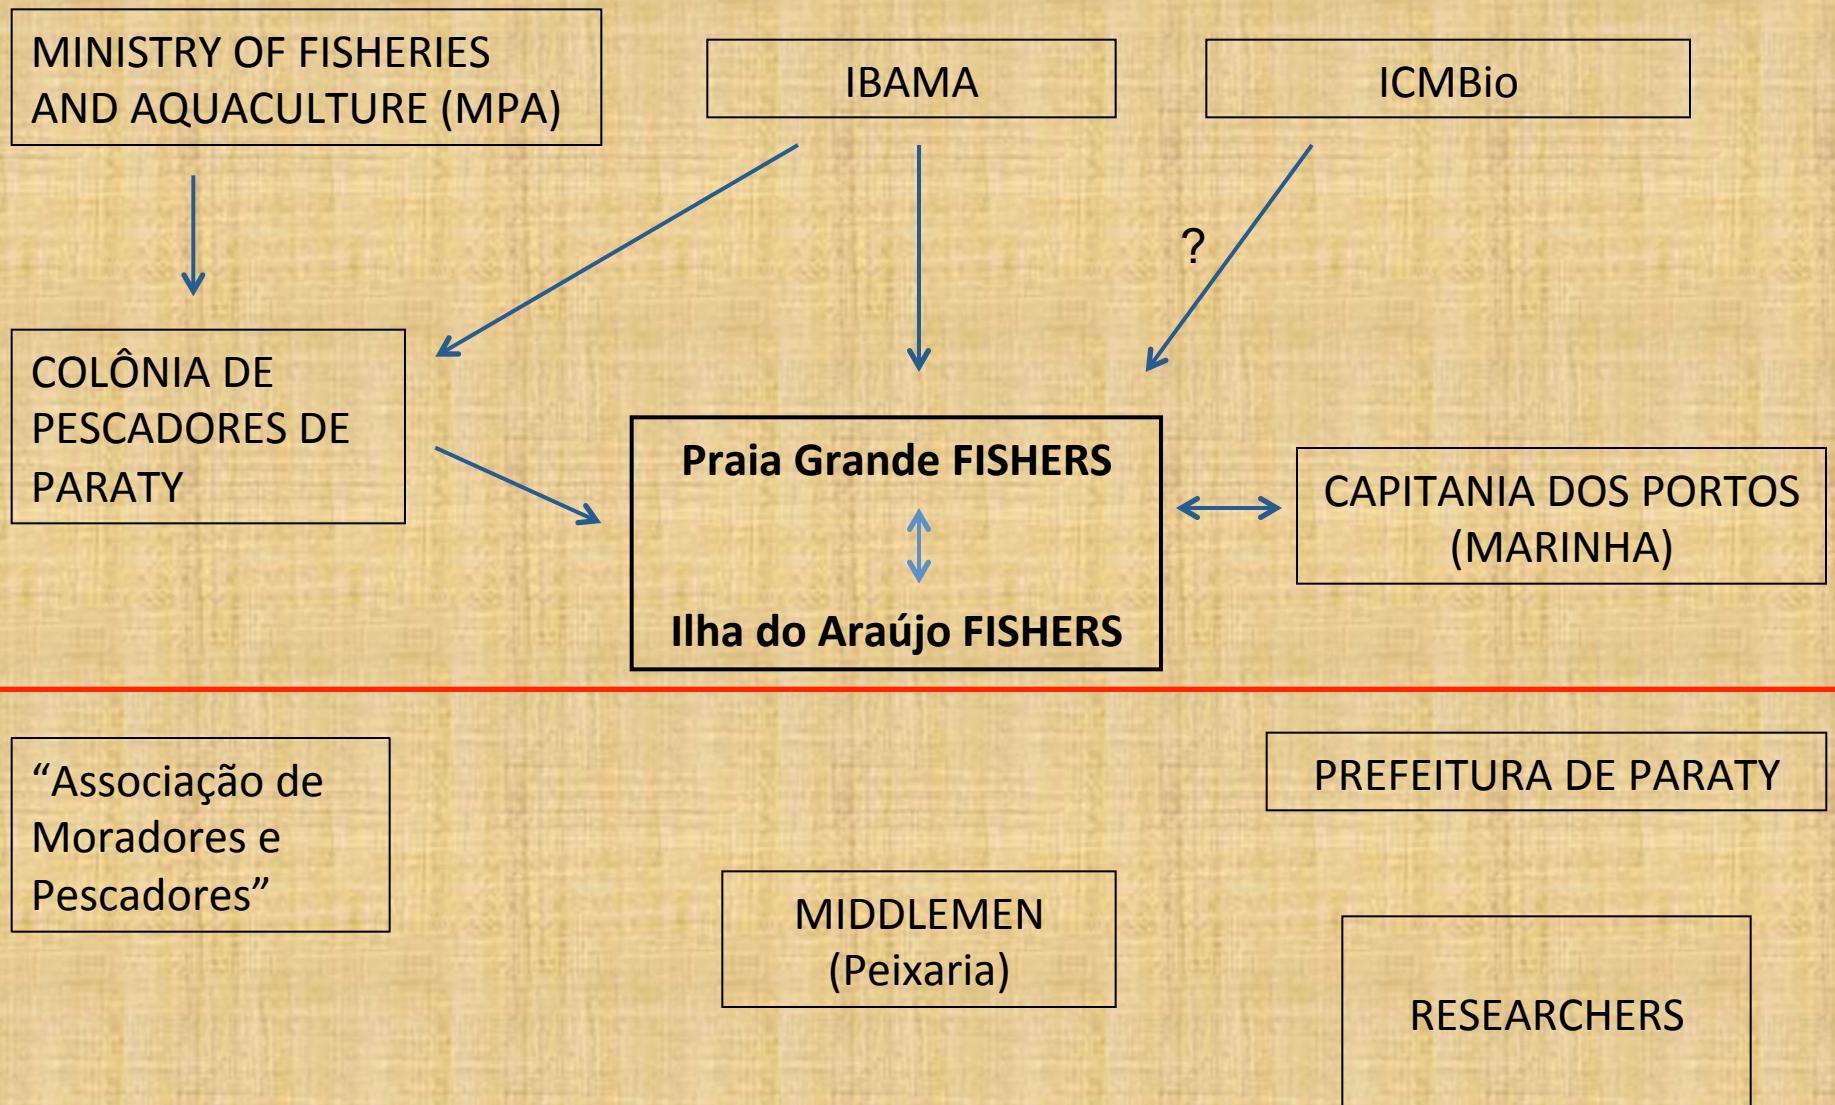 MINISTRY OF FISHERIES
AND AQUACULTURE (MPA)
IBAMA
ICMBio
?
COLÔNIA DE
PESCADORES DE
PARATY
Praia Grande FISHERS
Ilha do Araújo FISHERS
CAPITANIA DOS PORTOS
(MARINHA)
“Associação de
Moradores e
Pescadores”
PREFEITURA DE PARATY
MIDDLEMEN
(Peixaria)
RESEARCHERS